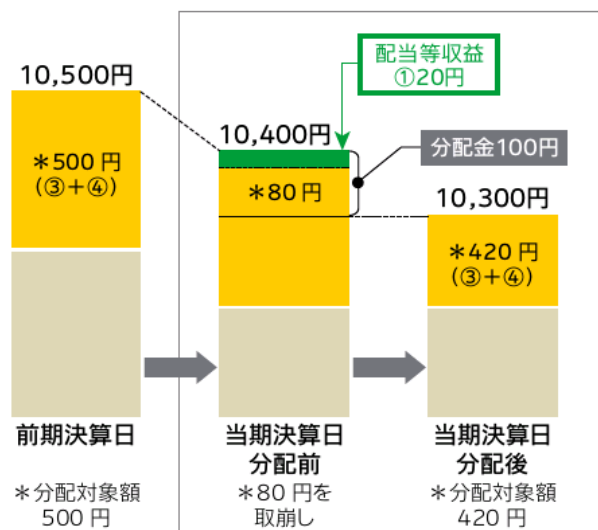 10,500円
配当等収益
①20円
10,400円
分配金100円
＊500 円
(③＋④)
＊80 円
10,300円
＊420 円
(③＋④)
前期決算日
当期決算日
分配前
当期決算日
分配後
＊分配対象額
500 円
＊80 円を
取崩し
＊分配対象額
420 円